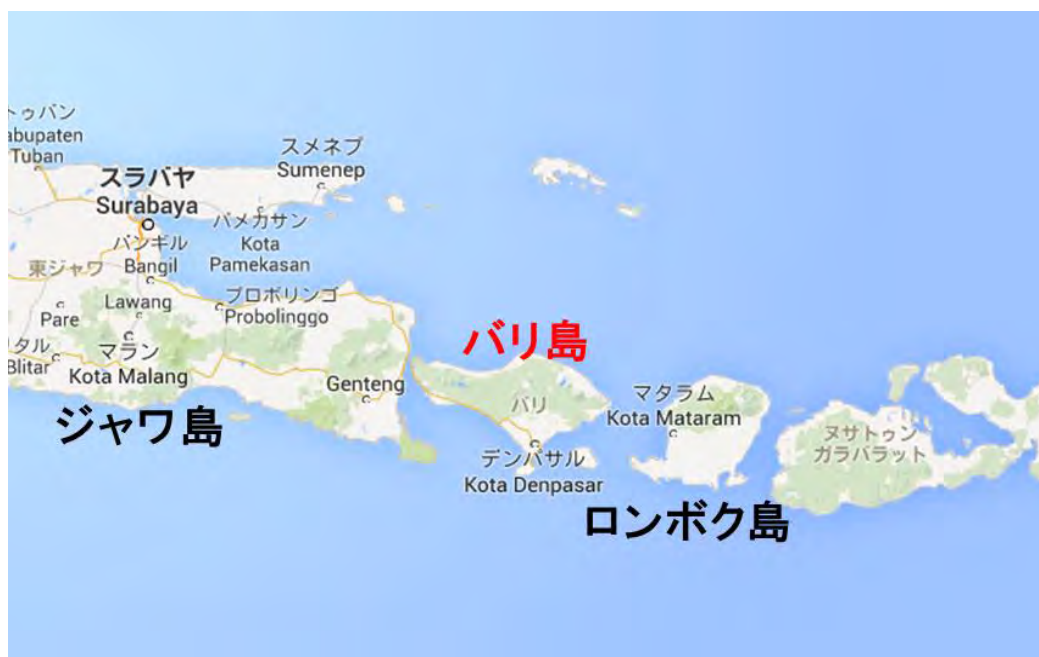 トゥバン
abupaten
Tuban
スメネプ
Sumenep
スラバヤ
Surabaya
パメカサン
Kota
Pamekasan
バンギル
Bangil
東ジャワ
Lawang
プロボリンゴ
Probolinggo
Pare
タル
Blitar
マラン
Kota Malang
Genteng
バリ島
バリ
マタラム
Kota Mataram
ヌサトゥン
ガラバラット
デンパサル
Kota Denpasar
ジャワ島
ロンボク島